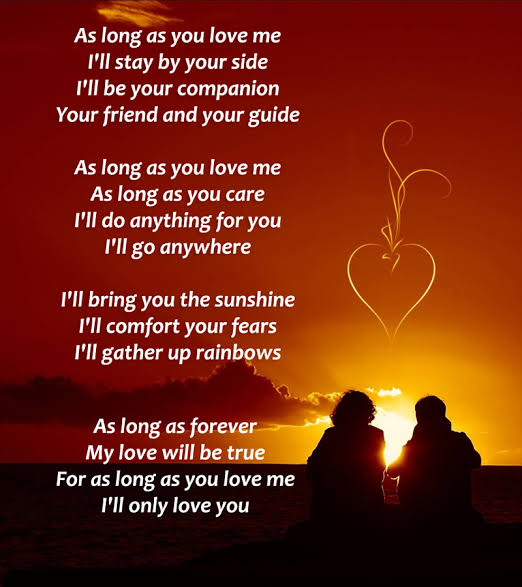 As long as you love me
I'll stay by your side
I'll be your companion
Your friend and your guide
As long as you love me
As long as you care
I'll do anything for you
I'll go anywhere
I'll bring you the sunshine
I'll comfort your fears
I'll gather up rainbows
As long as forever
My love will be true
For as long as you love me
I'll only love you